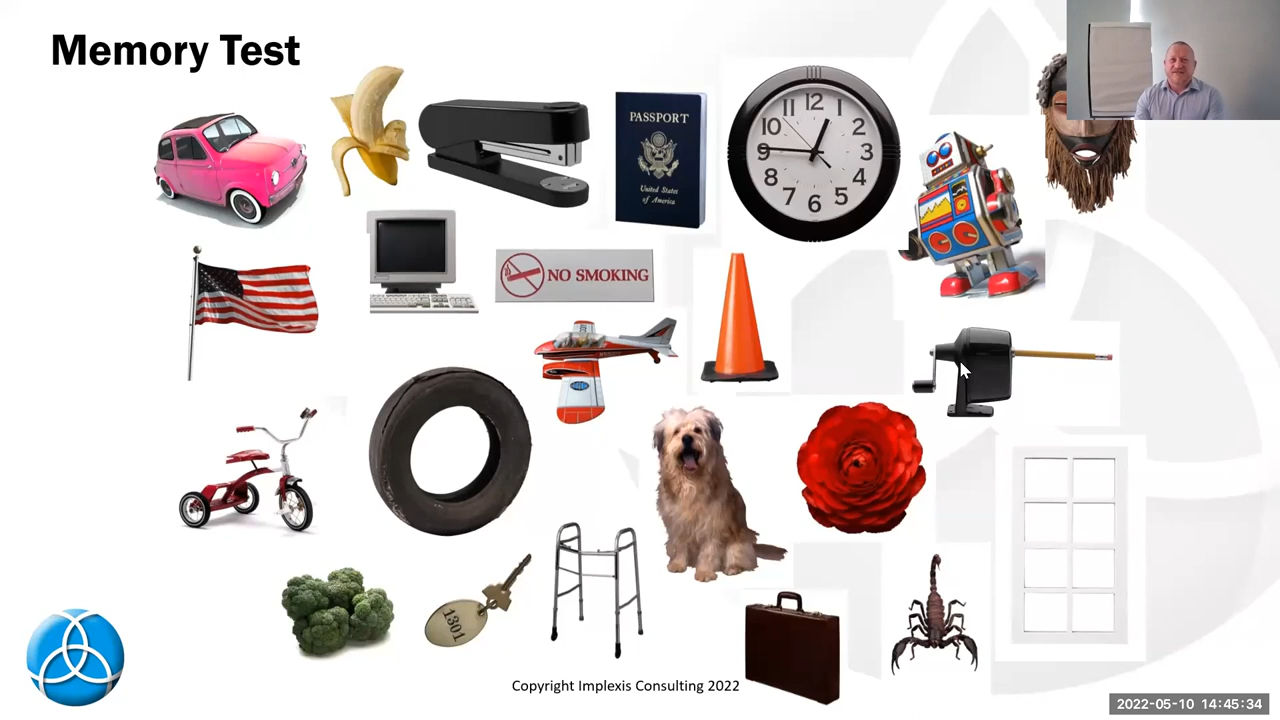 Memory Test
PASSPORT
United States
of America
12
1
2
3
4
5
6
7
8
9
10
11
NO SMOKING
1301
Copyright Implexis Consulting 2022
2022-05-10 14:45:34